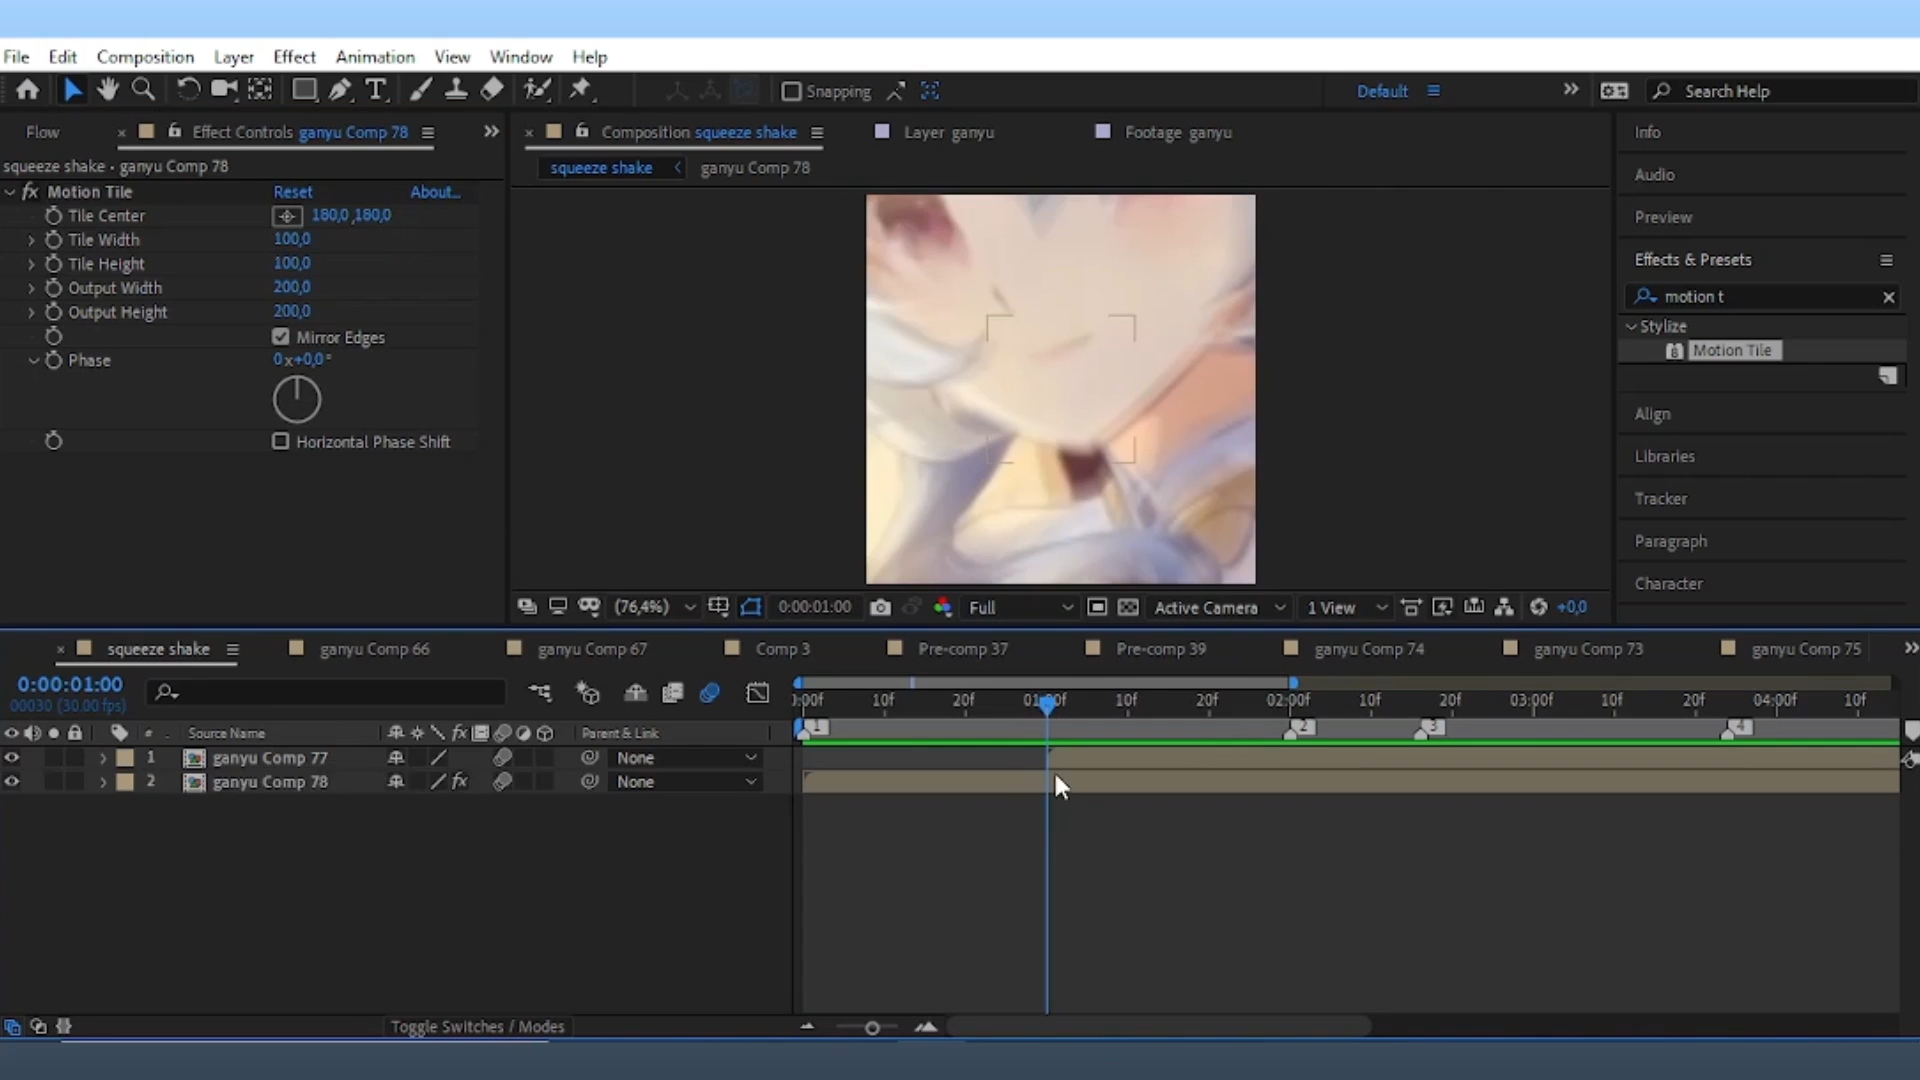 File Edit Composition Layer Effect Animation View Window Help
Snapping Default Search Help
Flow Effect Controls ganyu Comp 78 Composition squeeze shake Layer ganyu Footage ganyu Info
squeeze shake • ganyu Comp 78 squeeze shake ganyu Comp 78
Audio
Preview
Effects & Presets
motion t
Stylize
Motion Tile
Align
Libraries
Tracker
Paragraph
Character
fx Motion Tile Reset About...
Tile Center 180,0 ,180,0
Tile Width 100,0
Tile Height 100,0
Output Width 200,0
Output Height 200,0
Mirror Edges
Phase 0x+0,0°
Horizontal Phase Shift
(76,4%) 0:00:01:00 Full Active Camera 1 View +0,0
squeeze shake ganyu Comp 66 ganyu Comp 67 Comp 3 Pre-comp 37 Pre-comp 39 ganyu Comp 74 ganyu Comp 73 ganyu Comp 75
0:00:01:00
00030 (30.00 fps)
):00f 10f 20f 01:00f 10f 20f 02:00f 10f 20f 03:00f 10f 20f 04:00f 10f
1 2 3 4
# Source Name fx Parent & Link
1 ganyu Comp 77 None
2 ganyu Comp 78 fx None
Toggle Switches / Modes